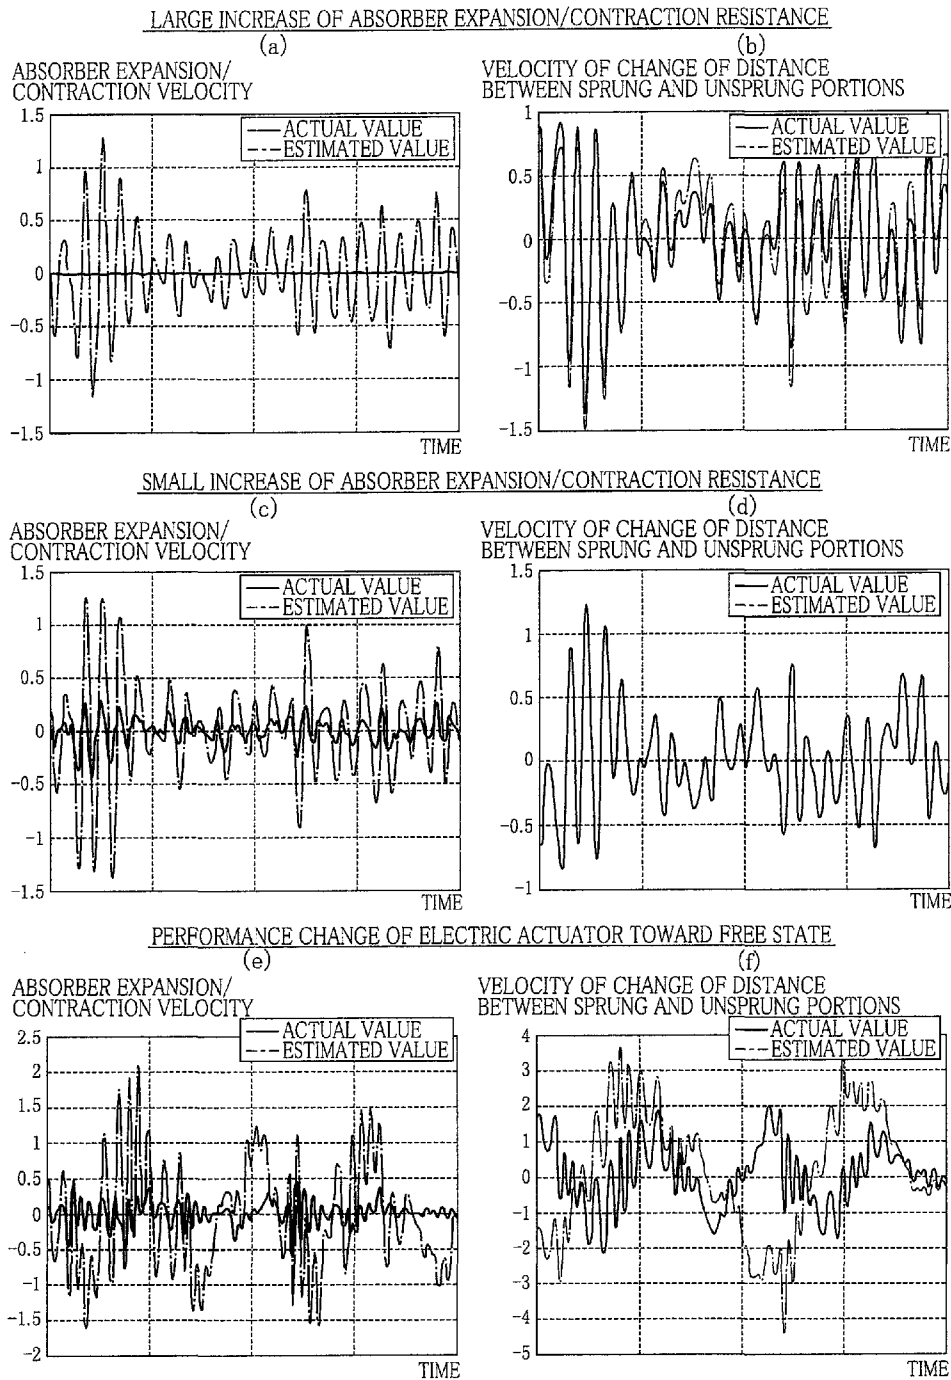 LARGE INCREASE OF ABSORBER EXPANSION/CONTRACTION RESISTANCE
(a)
ABSORBER EXPANSION/
CONTRACTION VELOCITY
1.5
1
0.5
0
-0.5
-1
-1.5
ACTUAL VALUE
ESTIMATED VALUE
TIME
(b)
VELOCITY OF CHANGE OF DISTANCE
BETWEEN SPRUNG AND UNSPRUNG PORTIONS
1
0.5
0
-0.5
-1
-1.5
ACTUAL VALUE
ESTIMATED VALUE
TIME
SMALL INCREASE OF ABSORBER EXPANSION/CONTRACTION RESISTANCE
(c)
ABSORBER EXPANSION/
CONTRACTION VELOCITY
1.5
1
0.5
0
-0.5
-1
-1.5
ACTUAL VALUE
ESTIMATED VALUE
TIME
(d)
VELOCITY OF CHANGE OF DISTANCE
BETWEEN SPRUNG AND UNSPRUNG PORTIONS
1.5
1
0.5
0
-0.5
-1
ACTUAL VALUE
ESTIMATED VALUE
TIME
PERFORMANCE CHANGE OF ELECTRIC ACTUATOR TOWARD FREE STATE
(e)
ABSORBER EXPANSION/
CONTRACTION VELOCITY
2.5
2
1.5
1
0.5
0
-0.5
-1
-1.5
-2
ACTUAL VALUE
ESTIMATED VALUE
TIME
(f)
VELOCITY OF CHANGE OF DISTANCE
BETWEEN SPRUNG AND UNSPRUNG PORTIONS
4
3
2
1
0
-1
-2
-3
-4
-5
ACTUAL VALUE
ESTIMATED VALUE
TIME